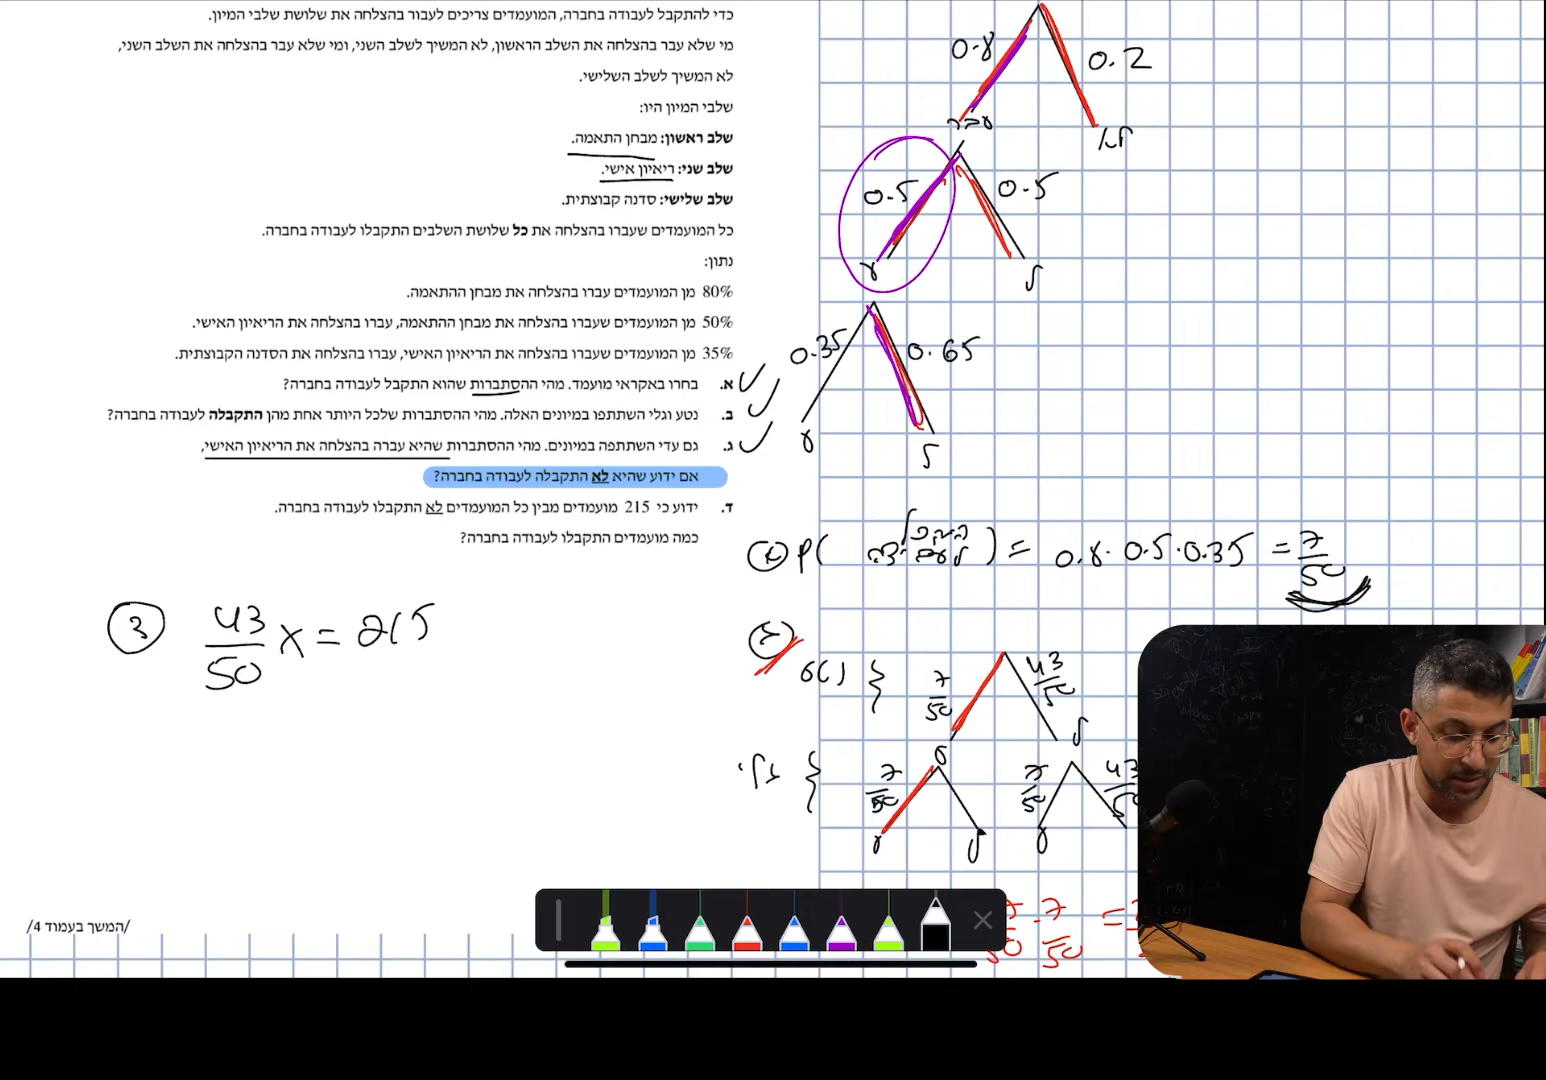 כדי להתקבל לעבודה בחברה, המועמדים צריכים לעבור בהצלחה את שלושת שלבי המיון.
מי שלא עבר בהצלחה את השלב הראשון, לא המשיך לשלב השני, ומי שלא עבר בהצלחה את השלב השני,
לא המשיך לשלב השלישי.
שלבי המיון היו:
שלב ראשון: מבחן התאמה.
שלב שני: ריאיון אישי.
שלב שלישי: סדנה קבוצתית.
כל המועמדים שעברו בהצלחה את כל שלושת השלבים התקבלו לעבודה בחברה.
נתון:
80% מן המועמדים עברו בהצלחה את מבחן ההתאמה.
50% מן המועמדים שעברו בהצלחה את מבחן ההתאמה, עברו בהצלחה את הריאיון האישי.
35% מן המועמדים שעברו בהצלחה את הריאיון האישי, עברו בהצלחה את הסדנה הקבוצתית.
א. בחרו באקראי מועמד. מהי ההסתברות שהוא התקבל לעבודה בחברה?
ב. נטע וגלי השתתפו במיונים האלה. מהי ההסתברות שלכל היותר אחת מהן התקבלה לעבודה בחברה?
ג. גם עדי השתתפה במיונים. מהי ההסתברות שהיא עברה בהצלחה את הריאיון האישי,
אם ידוע שהיא לא התקבלה לעבודה בחברה?
ד. ידוע כי 215 מועמדים מבין כל המועמדים לא התקבלו לעבודה בחברה.
כמה מועמדים התקבלו לעבודה בחברה?
/המשך בעמוד 4/
3 43/50 x = 215
0.8 0.2
עבר לא
0.5 0.5
ע ל
0.35 0.65
ע ל
א P( ) = 0.8 · 0.5 · 0.35 = 7/50
7/50 43/50
ל
גלי
7/50 7/50 43/50
7 · 7/50 =